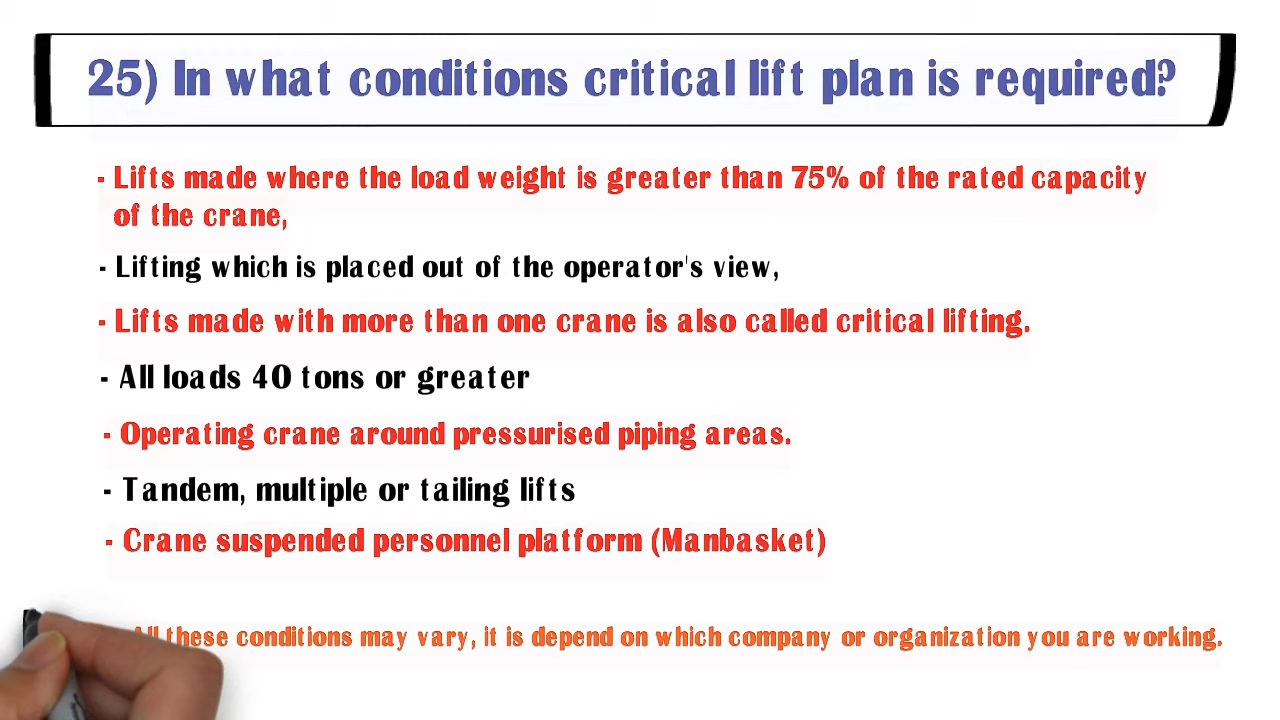 25) In what conditions critical lift plan is required?
- Lifts made where the load weight is greater than 75% of the rated capacity
of the crane,
- Lifting which is placed out of the operator's view,
- Lifts made with more than one crane is also called critical lifting.
- All loads 40 tons or greater
- Operating crane around pressurised piping areas.
- Tandem, multiple or tailing lifts
- Crane suspended personnel platform (Manbasket)
All these conditions may vary, it is depend on which company or organization you are working.